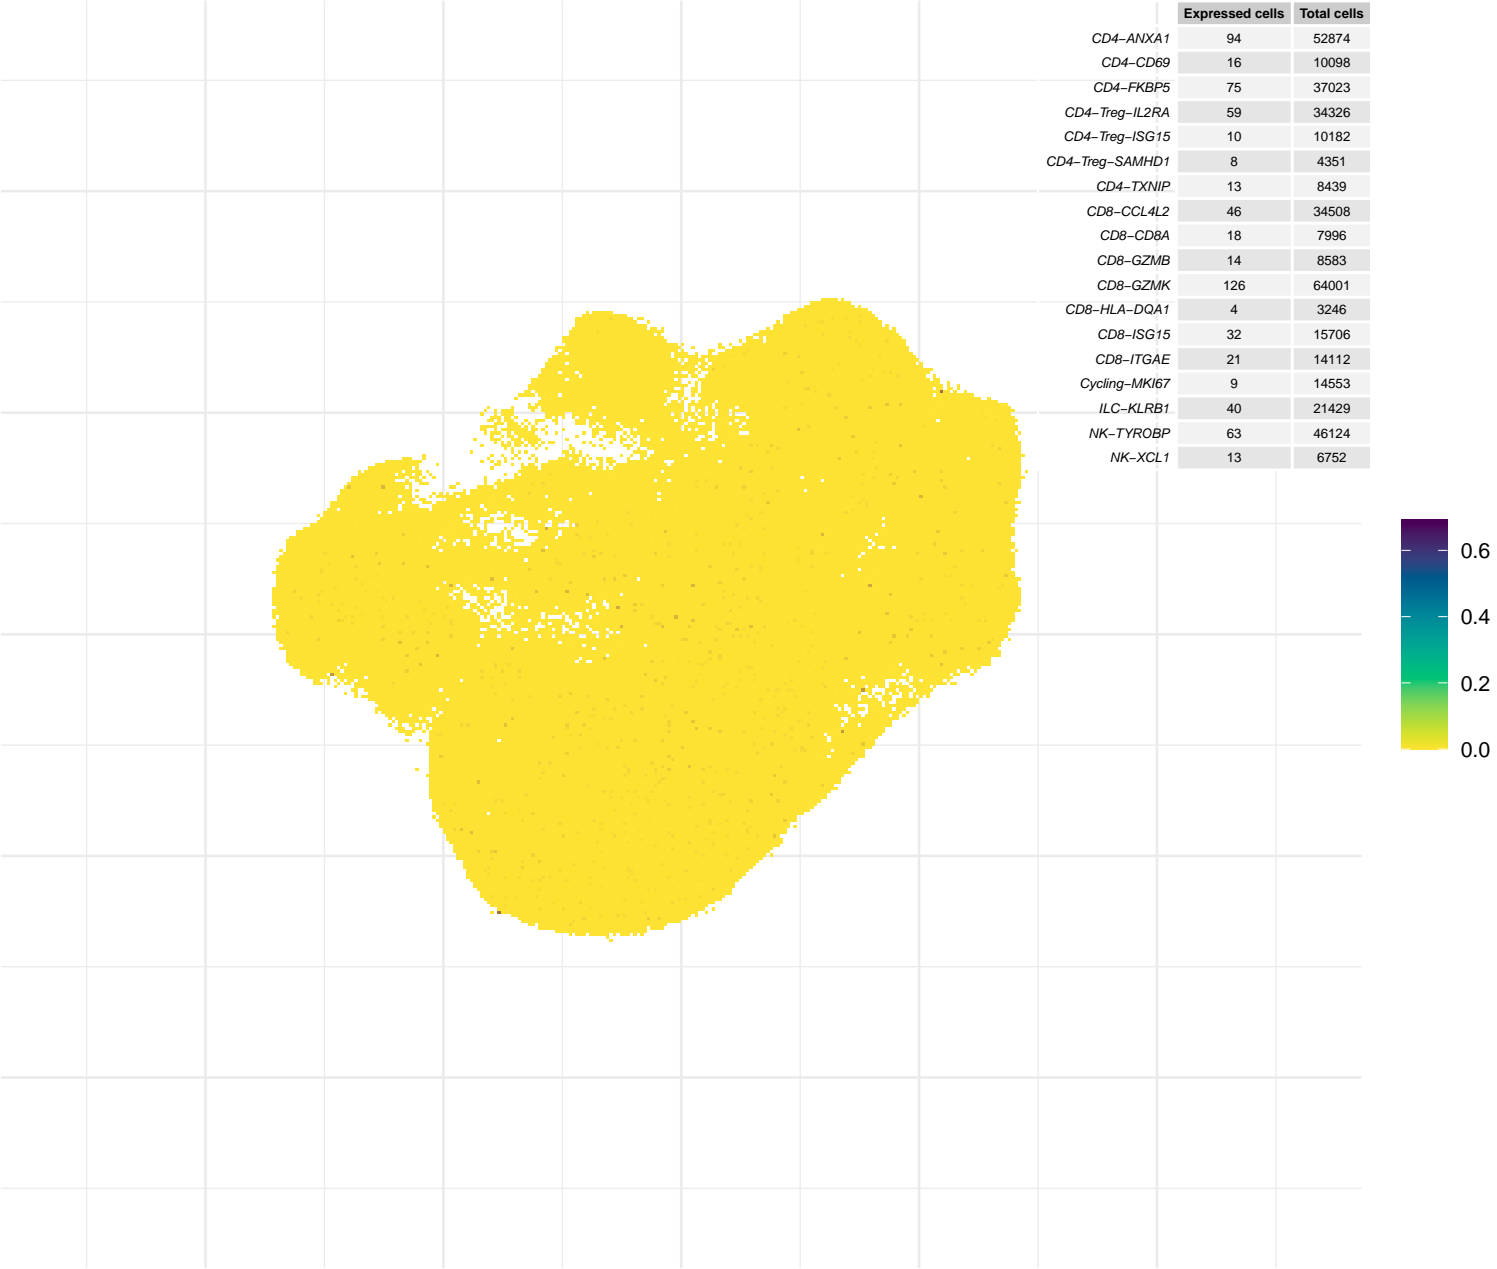 Expressed cells Total cells
CD4−ANXA1 94 52874
CD4−CD69 16 10098
CD4−FKBP5 75 37023
CD4−Treg−IL2RA 59 34326
CD4−Treg−ISG15 10 10182
CD4−Treg−SAMHD1 8 4351
CD4−TXNIP 13 8439
CD8−CCL4L2 46 34508
CD8−CD8A 18 7996
CD8−GZMB 14 8583
CD8−GZMK 126 64001
CD8−HLA−DQA1 4 3246
CD8−ISG15 32 15706
CD8−ITGAE 21 14112
Cycling−MKI67 9 14553
ILC−KLRB1 40 21429
NK−TYROBP 63 46124
NK−XCL1 13 6752
0.6
0.4
0.2
0.0